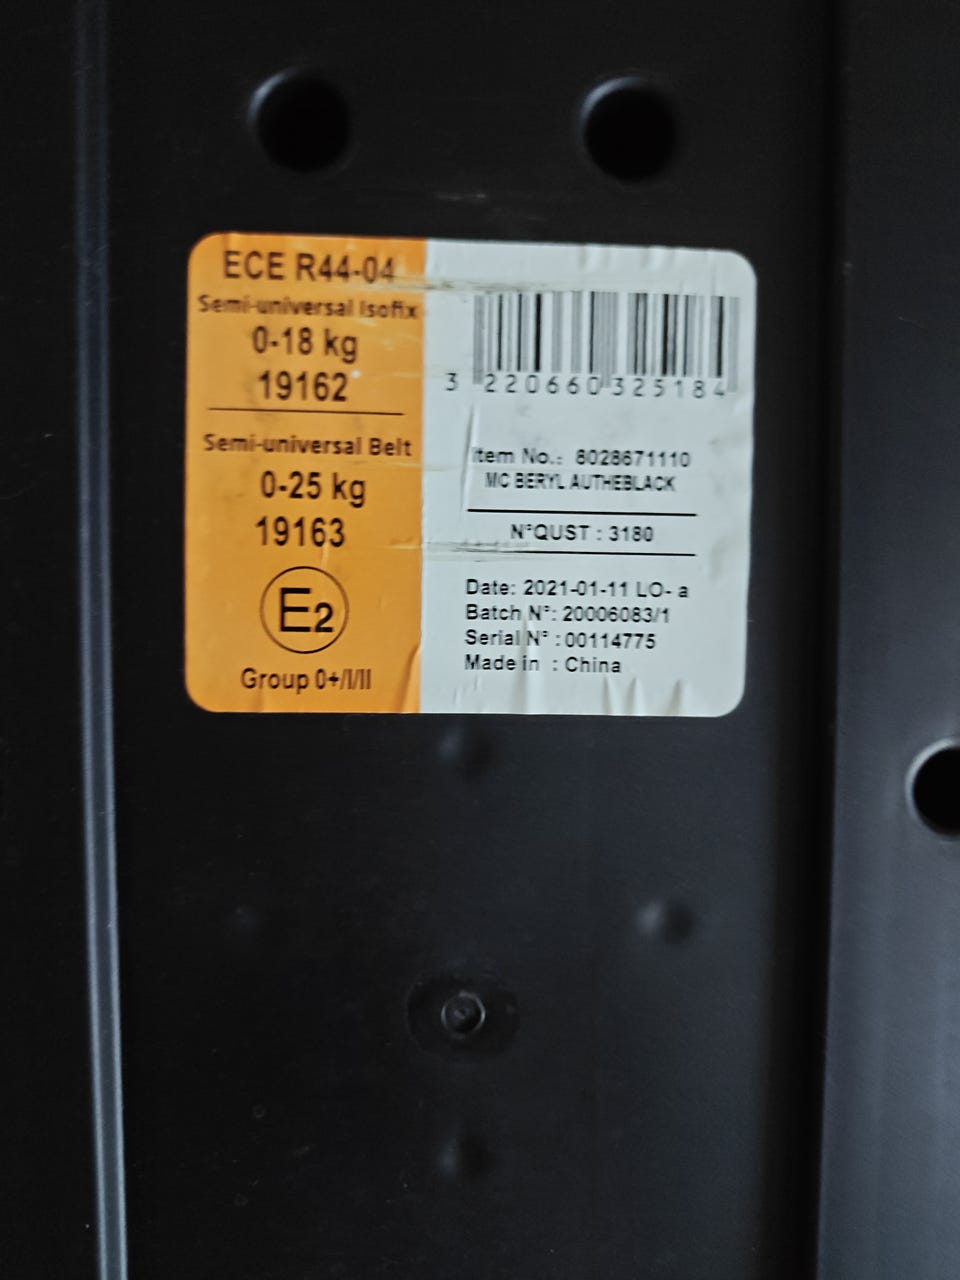 ECE R44-04
Semi-universal Isofix
0-18 kg
19162
Semi-universal Belt
0-25 kg
19163
E2
Group 0+/I/II
3 220660 325184
Item No.: 8028671110
MC BERYL AUTHEBLACK
N°QUST : 3180
Date: 2021-01-11 LO- a
Batch N°: 20006083/1
Serial N° : 00114775
Made in : China